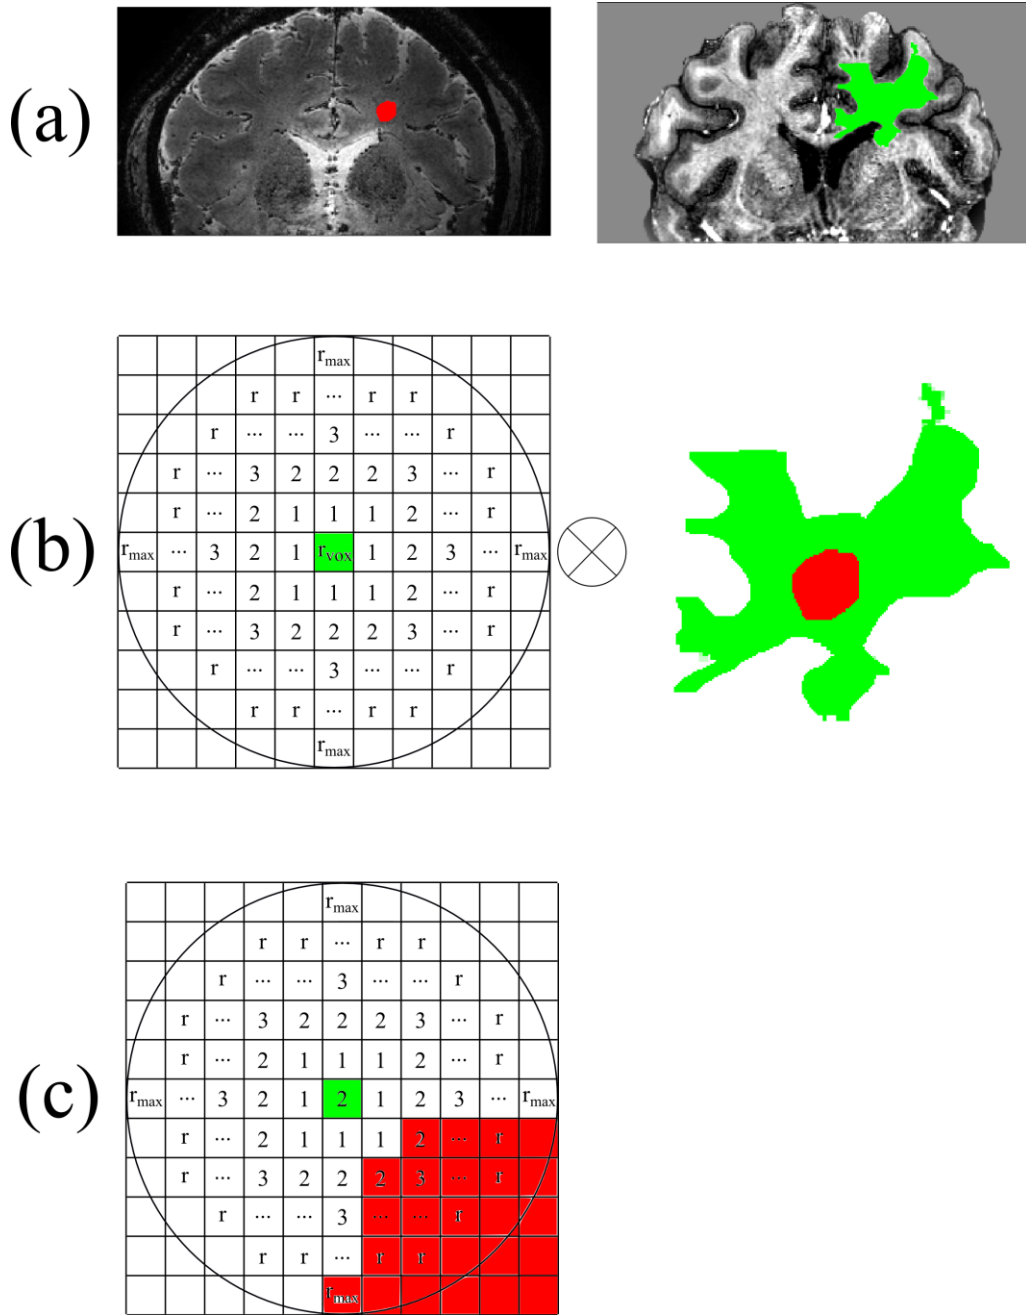 (a)
(b)
r_max
r r ... r r
r ... ... 3 ... ... r
r ... 3 2 2 2 3 ... r
r ... 2 1 1 1 2 ... r
r_max ... 3 2 1 r_vox 1 2 3 ... r_max
r ... 2 1 1 1 2 ... r
r ... 3 2 2 2 3 ... r
r ... ... 3 ... ... r
r r ... r r
r_max
(c)
r_max
r r ... r r
r ... ... 3 ... ... r
r ... 3 2 2 2 3 ... r
r ... 2 1 1 1 2 ... r
r_max ... 3 2 1 2 1 2 3 ... r_max
r ... 2 1 1 1 2 ... r
r ... 3 2 2 2 3 ... r
r ... ... 3 ... ... r
r r ... r r
r_max